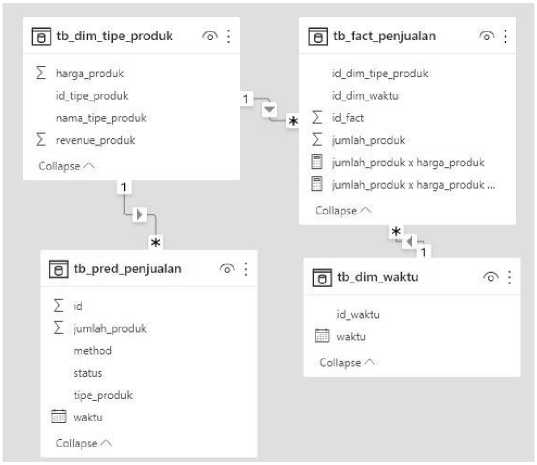 tb_dim_tipe_produk
harga_produk
id_tipe_produk
nama_tipe_produk
revenue_produk
Collapse
1
*
tb_fact_penjualan
id_dim_tipe_produk
id_dim_waktu
id_fact
jumlah_produk
jumlah_produk x harga_produk
jumlah_produk x harga_produk ...
Collapse
1
*
tb_pred_penjualan
id
jumlah_produk
method
status
tipe_produk
waktu
Collapse
*
1
tb_dim_waktu
id_waktu
waktu
Collapse